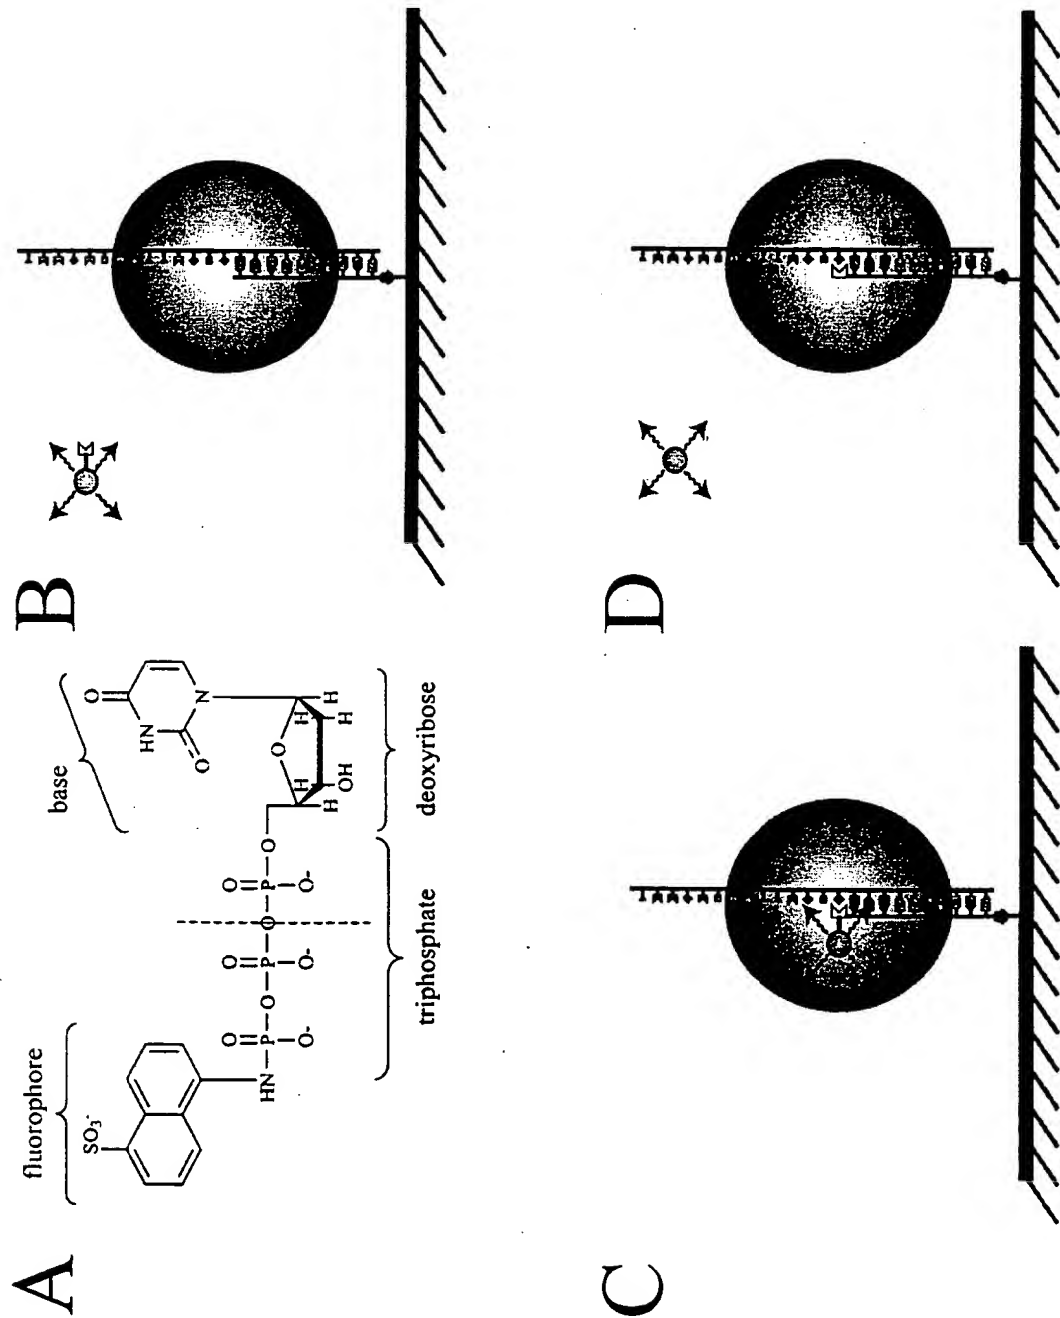 A
fluorophore
SO₃⁻
HN
O O O
P O P O P O
O- O- O-
triphosphate
base
O
HN
N
O
O
H H
H H
H OH
deoxyribose
B
C
D